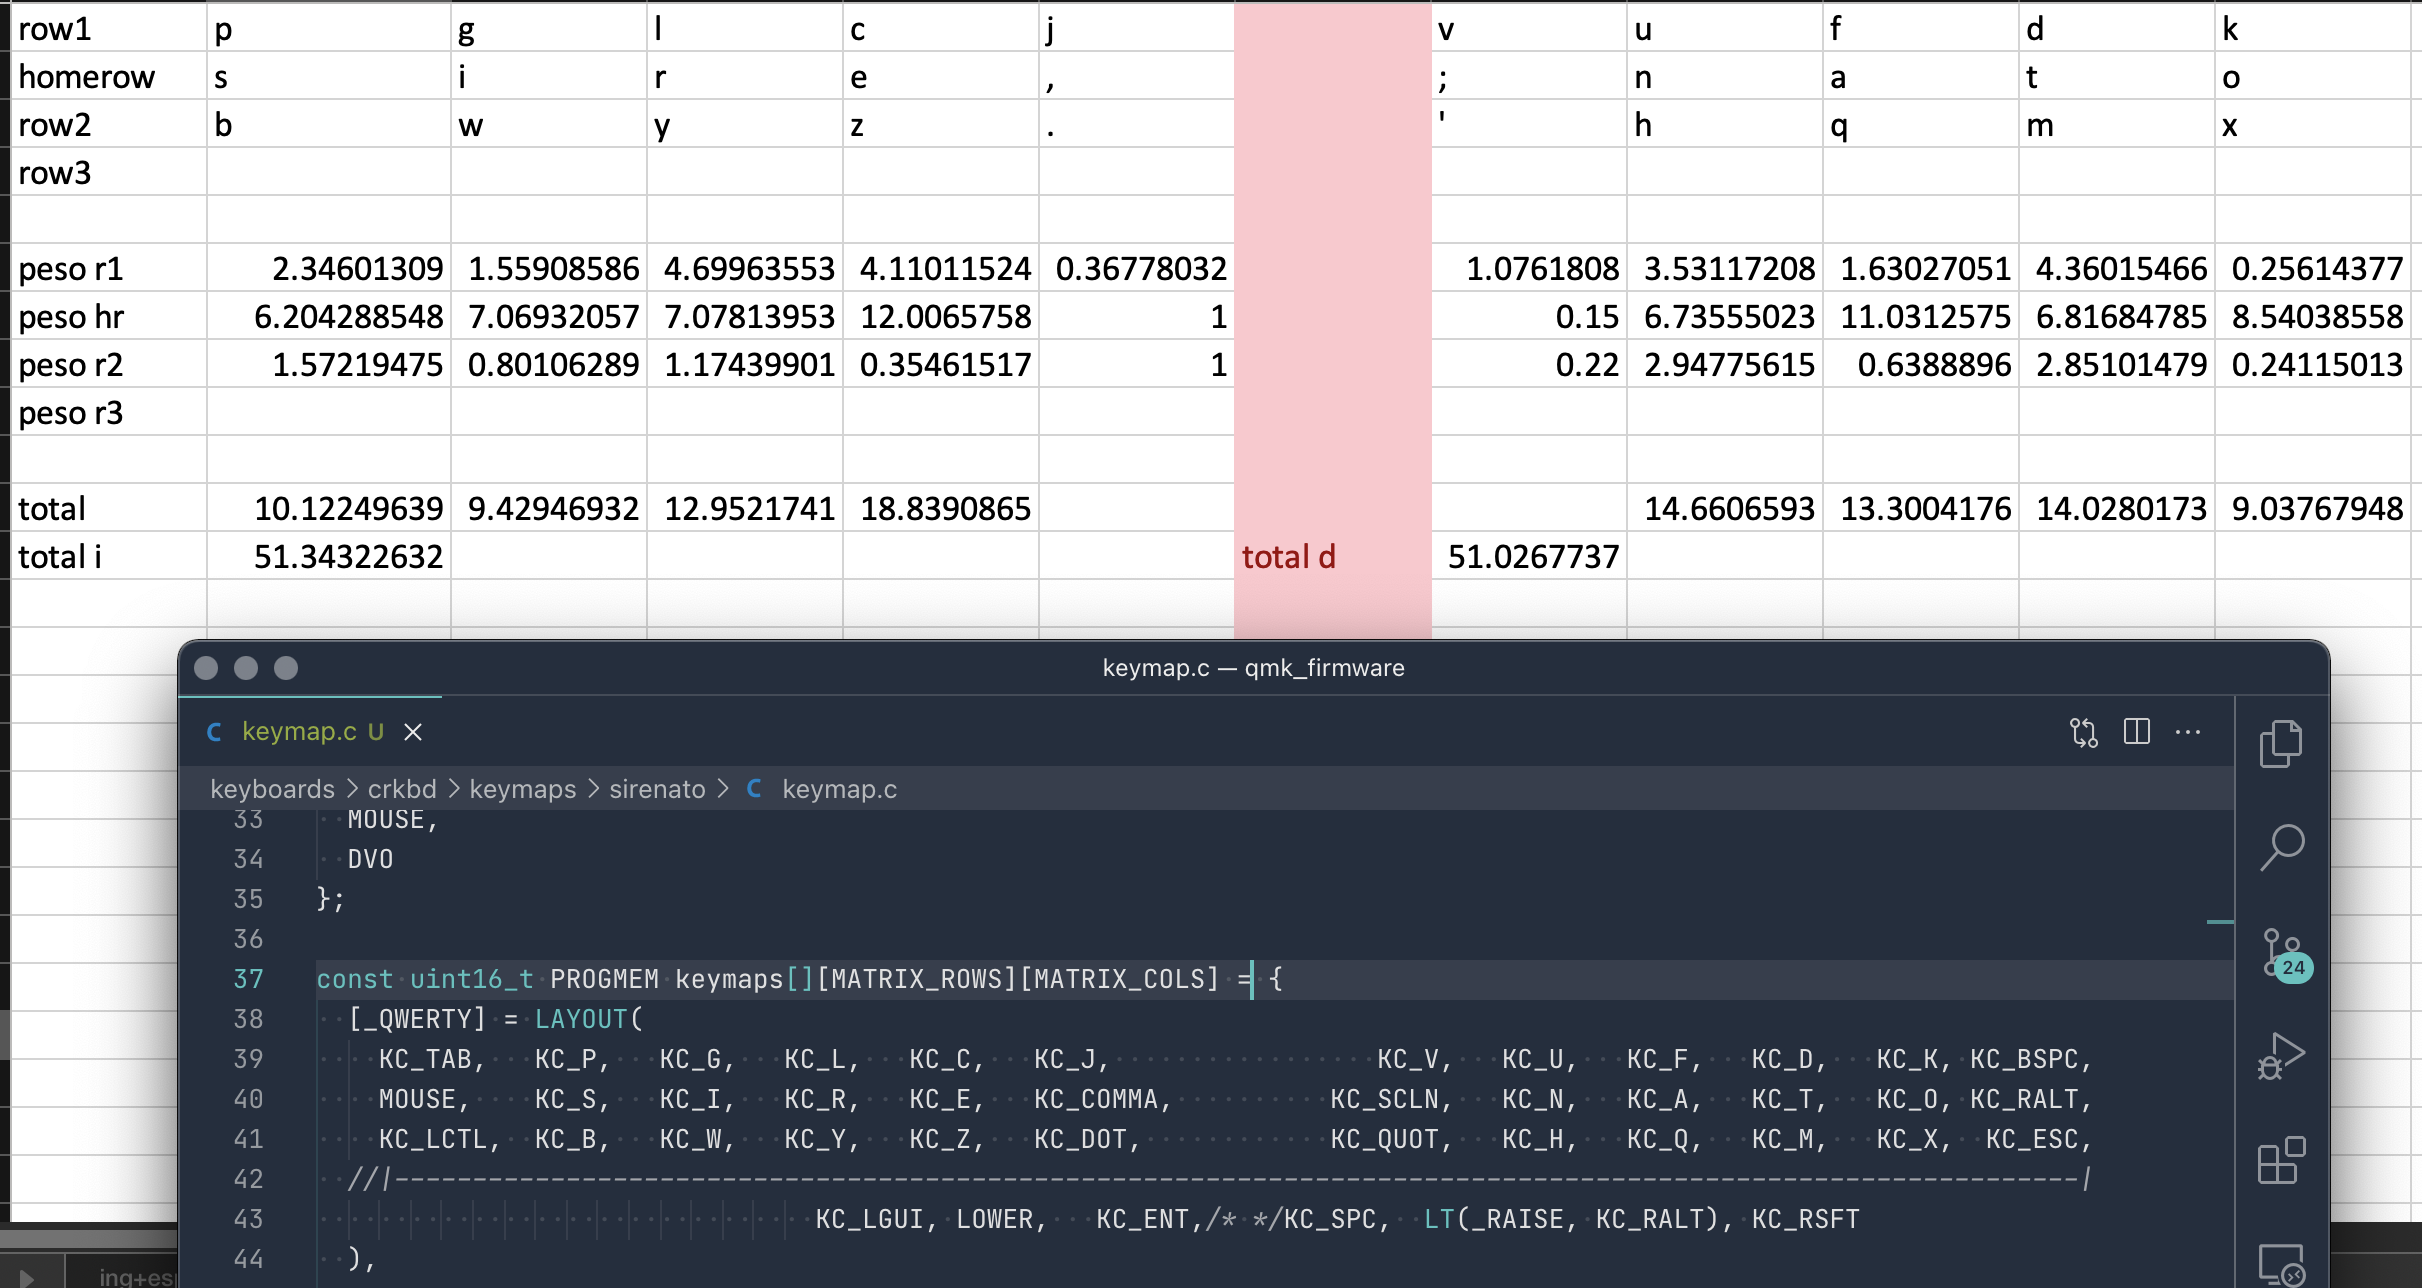 row1 p g l c j v u f d k
homerow s i r e , ; n a t o
row2 b w y z . ' h q m x
row3
peso r1 2.34601309 1.55908586 4.69963553 4.11011524 0.36778032 1.0761808 3.53117208 1.63027051 4.36015466 0.25614377
peso hr 6.204288548 7.06932057 7.07813953 12.0065758 1 0.15 6.73555023 11.0312575 6.81684785 8.54038558
peso r2 1.57219475 0.80106289 1.17439901 0.35461517 1 0.22 2.94775615 0.6388896 2.85101479 0.24115013
peso r3
total 10.12249639 9.42946932 12.9521741 18.8390865 14.6606593 13.3004176 14.0280173 9.03767948
total i 51.34322632 total d 51.0267737
keymap.c — qmk_firmware
C keymap.c U
keyboards > crkbd > keymaps > sirenato > C keymap.c
33 MOUSE,
34 DVO
35 };
36
37 const uint16_t PROGMEM keymaps[][MATRIX_ROWS][MATRIX_COLS] = {
38 [_QWERTY] = LAYOUT(
39 KC_TAB, KC_P, KC_G, KC_L, KC_C, KC_J, KC_V, KC_U, KC_F, KC_D, KC_K, KC_BSPC,
40 MOUSE, KC_S, KC_I, KC_R, KC_E, KC_COMMA, KC_SCLN, KC_N, KC_A, KC_T, KC_O, KC_RALT,
41 KC_LCTL, KC_B, KC_W, KC_Y, KC_Z, KC_DOT, KC_QUOT, KC_H, KC_Q, KC_M, KC_X, KC_ESC,
42 //|------------------------------------------------------------------------------------------------------------|
43 KC_LGUI, LOWER, KC_ENT,/* */KC_SPC, LT(_RAISE, KC_RALT), KC_RSFT
44 ),
24